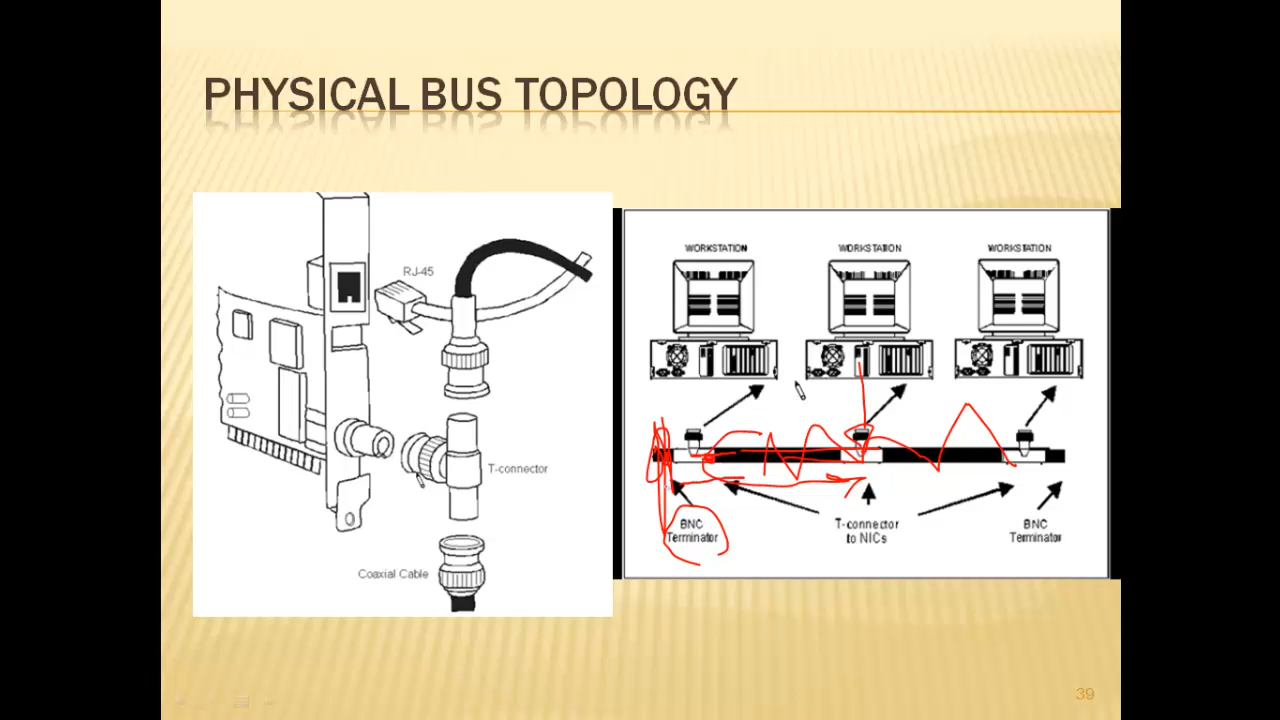 PHYSICAL BUS TOPOLOGY
RJ-45
T-connector
Coaxial Cable
WORKSTATION
WORKSTATION
WORKSTATION
BNC
Terminator
T-connector
to NICs
BNC
Terminator
39